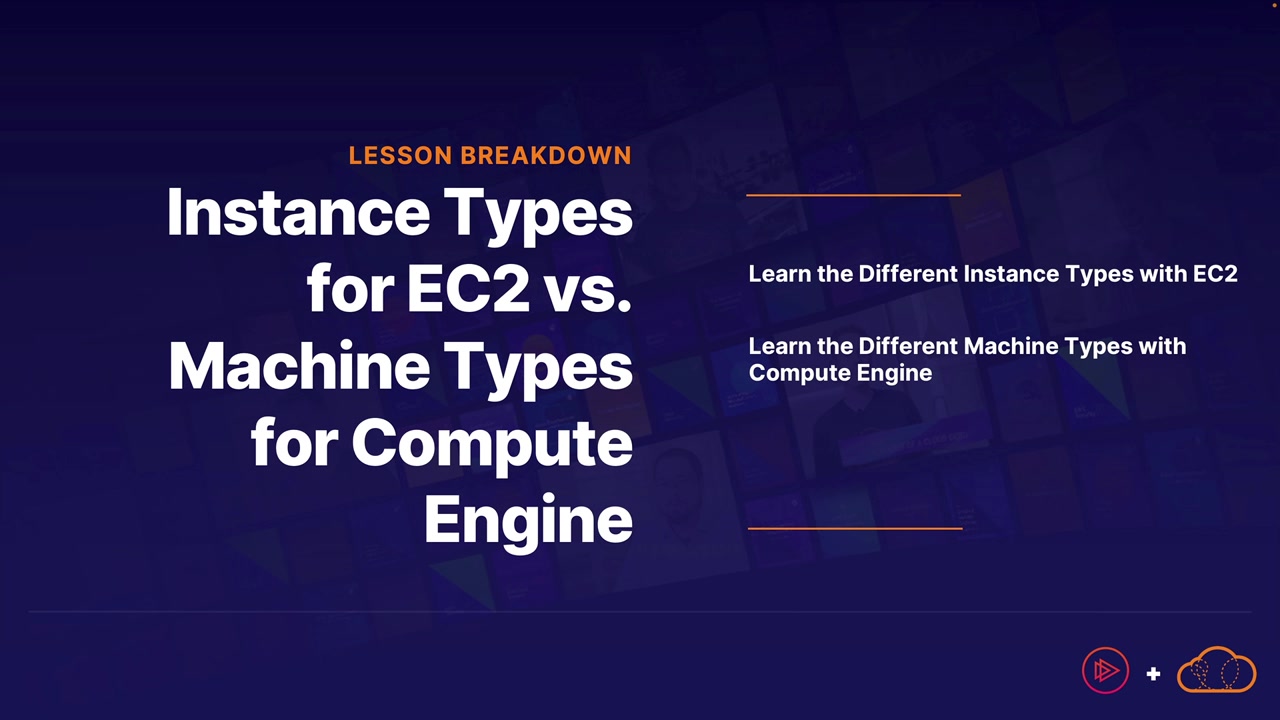 LESSON BREAKDOWN
Instance Types
for EC2 vs.
Machine Types
for Compute
Engine
Learn the Different Instance Types with EC2
Learn the Different Machine Types with
Compute Engine
+